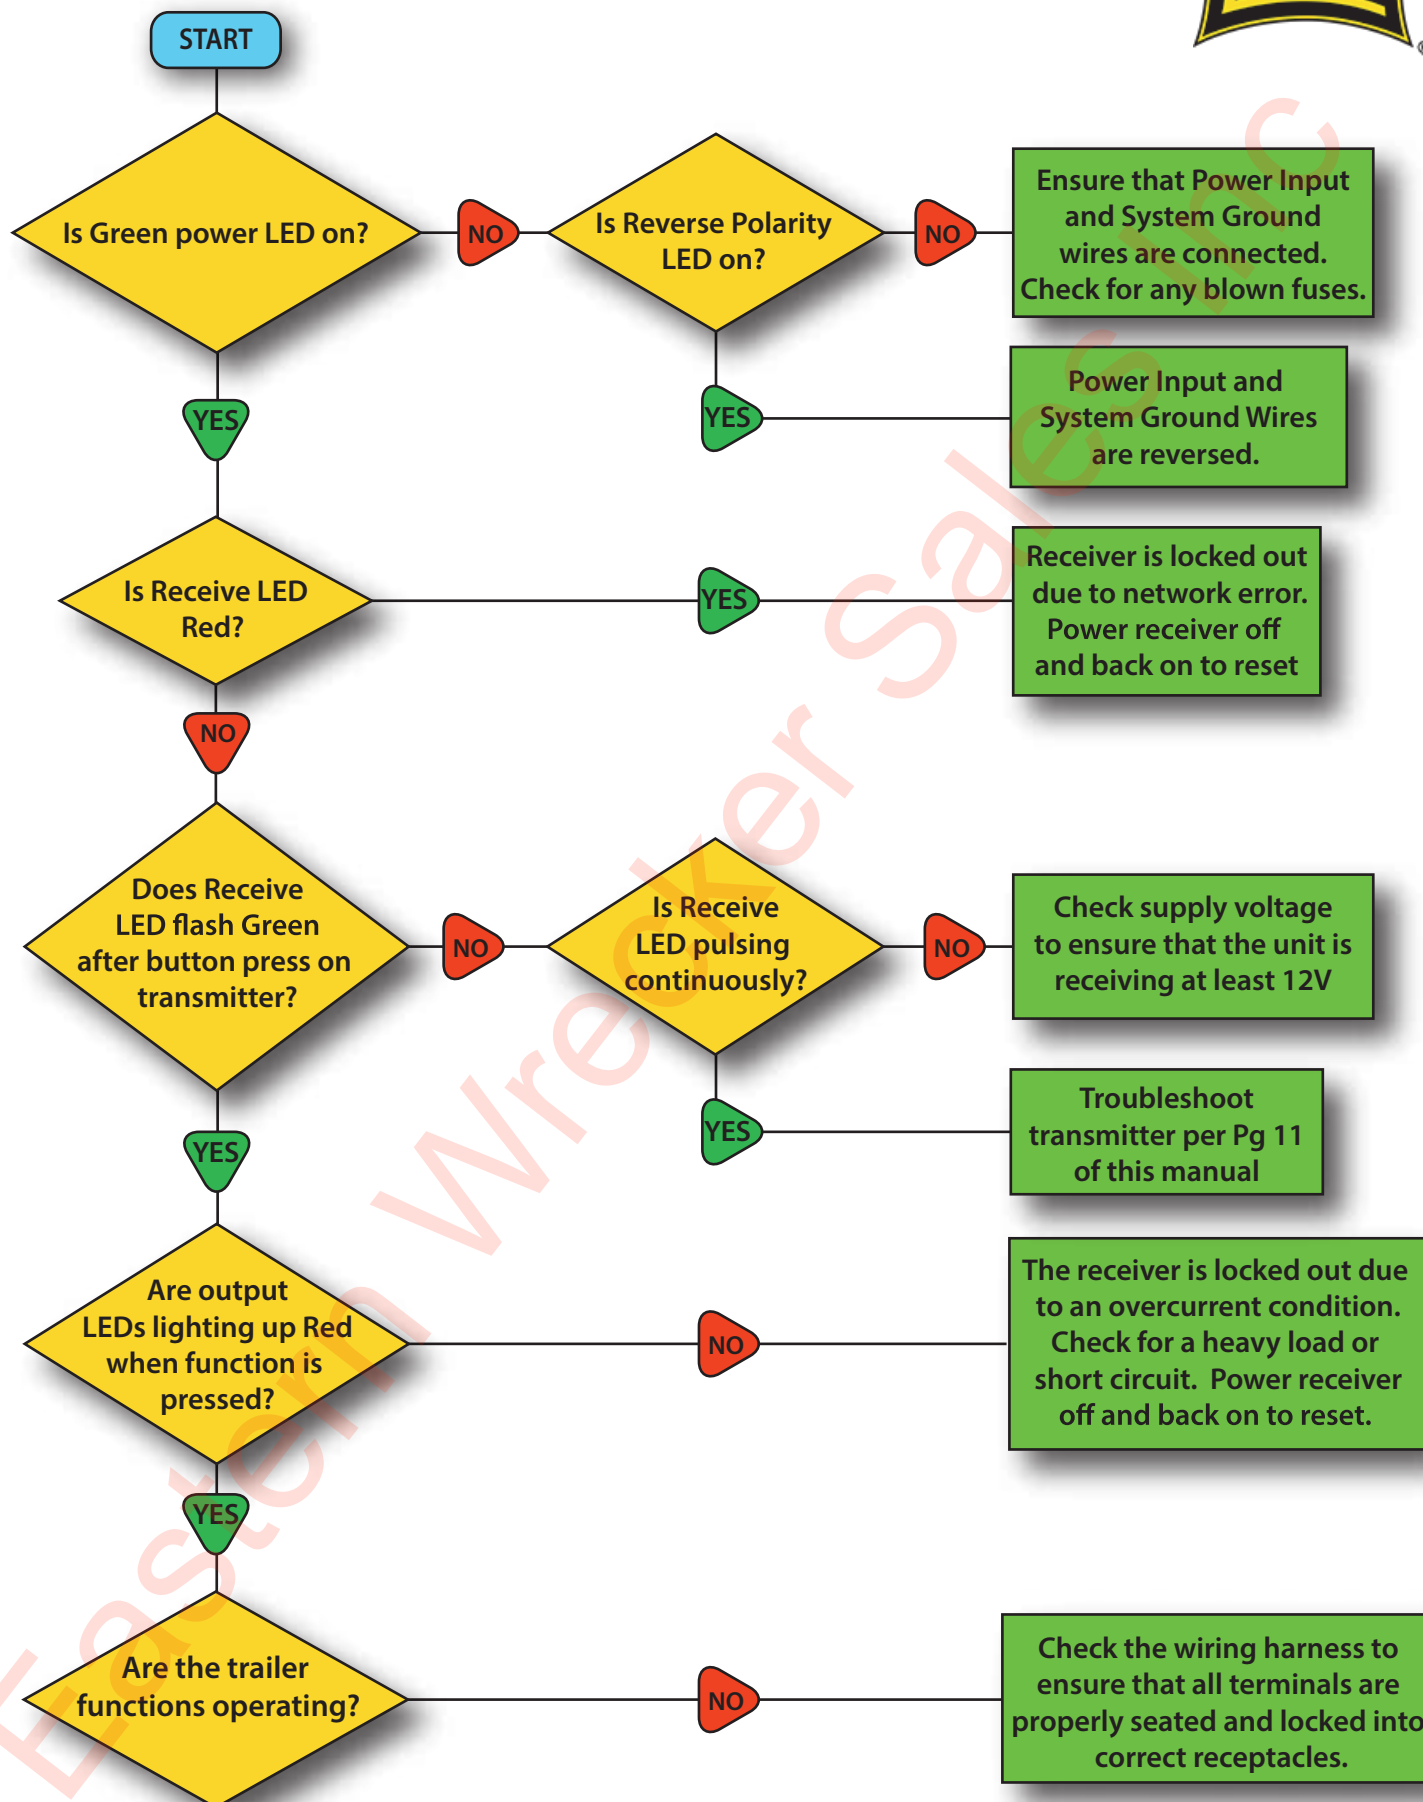 START
Is Green power LED on?
NO
Is Reverse Polarity
LED on?
NO
Ensure that Power Input
and System Ground
wires are connected.
Check for any blown fuses.
YES
YES
Power Input and
System Ground Wires
are reversed.
Is Receive LED
Red?
YES
Receiver is locked out
due to network error.
Power receiver off
and back on to reset
NO
Does Receive
LED flash Green
after button press on
transmitter?
NO
Is Receive
LED pulsing
continuously?
NO
Check supply voltage
to ensure that the unit is
receiving at least 12V
YES
YES
Troubleshoot
transmitter per Pg 11
of this manual
Are output
LEDs lighting up Red
when function is
pressed?
NO
The receiver is locked out due
to an overcurrent condition.
Check for a heavy load or
short circuit.  Power receiver
off and back on to reset.
YES
Are the trailer
functions operating?
NO
Check the wiring harness to
ensure that all terminals are
properly seated and locked into
correct receptacles.
Eastern Wrecker Sales Inc
®